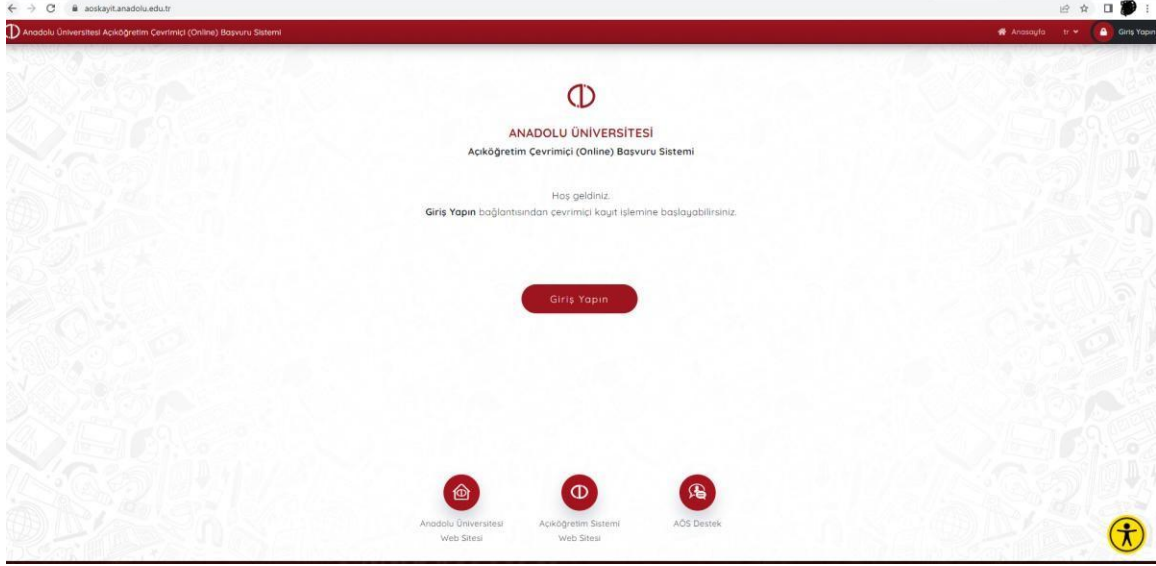 aoskayit.anadolu.edu.tr
Anadolu Üniversitesi Açıköğretim Çevrimiçi (Online) Başvuru Sistemi
Anasayfa
tr
Giriş Yapın
ANADOLU ÜNİVERSİTESİ
Açıköğretim Çevrimiçi (Online) Başvuru Sistemi
Hoş geldiniz.
Giriş Yapın bağlantısından çevrimiçi kayıt işlemine başlayabilirsiniz.
Giriş Yapın
Anadolu Üniversitesi
Web Sitesi
Açıköğretim Sistemi
Web Sitesi
AÖS Destek